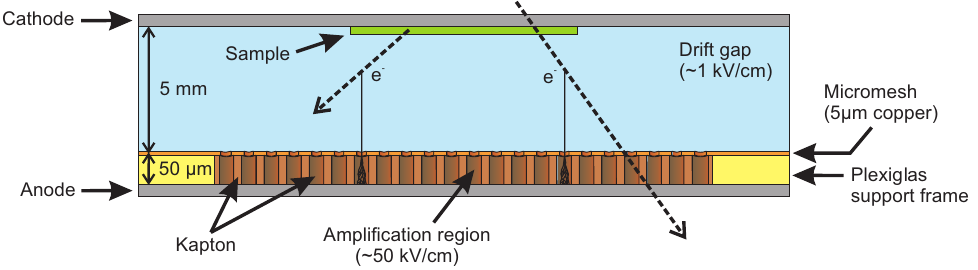 Cathode
Sample
5 mm
e-
e-
Drift gap
(~1 kV/cm)
Micromesh
(5µm copper)
50 µm
Anode
Plexiglas
support frame
Kapton
Amplification region
(~50 kV/cm)